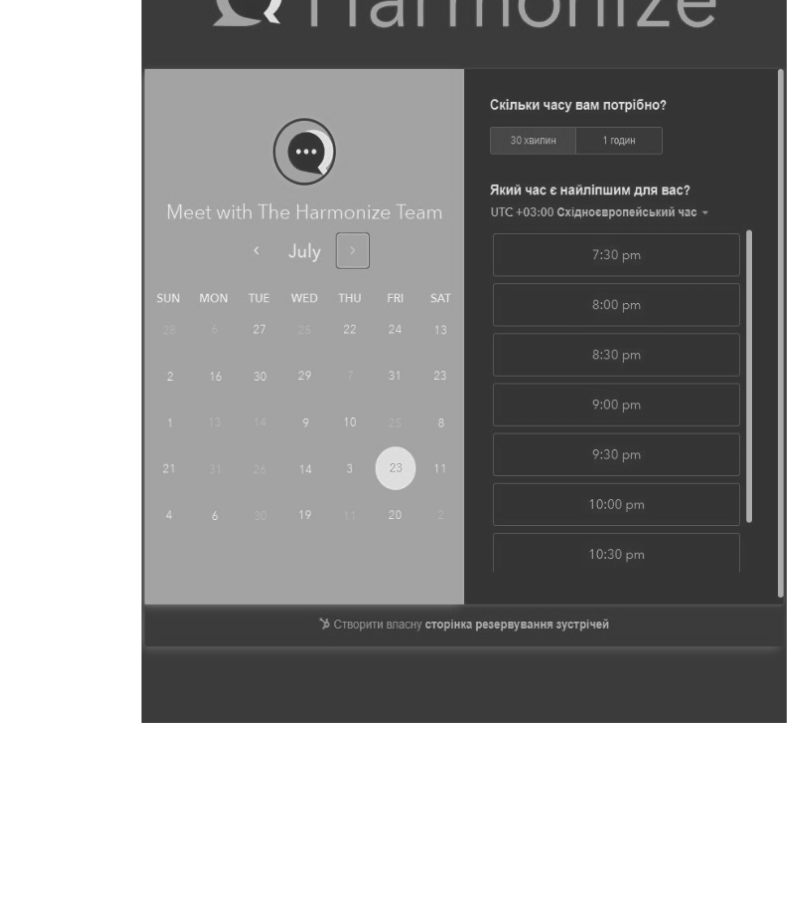 Harmonize
Meet with The Harmonize Team
‹ July ›
SUN MON TUE WED THU FRI SAT
28 6 27 25 22 24 13
2 16 30 29 7 31 23
1 13 14 9 10 25 8
21 31 26 14 3 23 11
4 6 30 19 11 20 2
Скільки часу вам потрібно?
30 хвилин 1 годин
Який час є найліпшим для вас?
UTC +03:00 Східноєвропейський час
7:30 pm
8:00 pm
8:30 pm
9:00 pm
9:30 pm
10:00 pm
10:30 pm
Створити власну сторінка резервування зустрічей